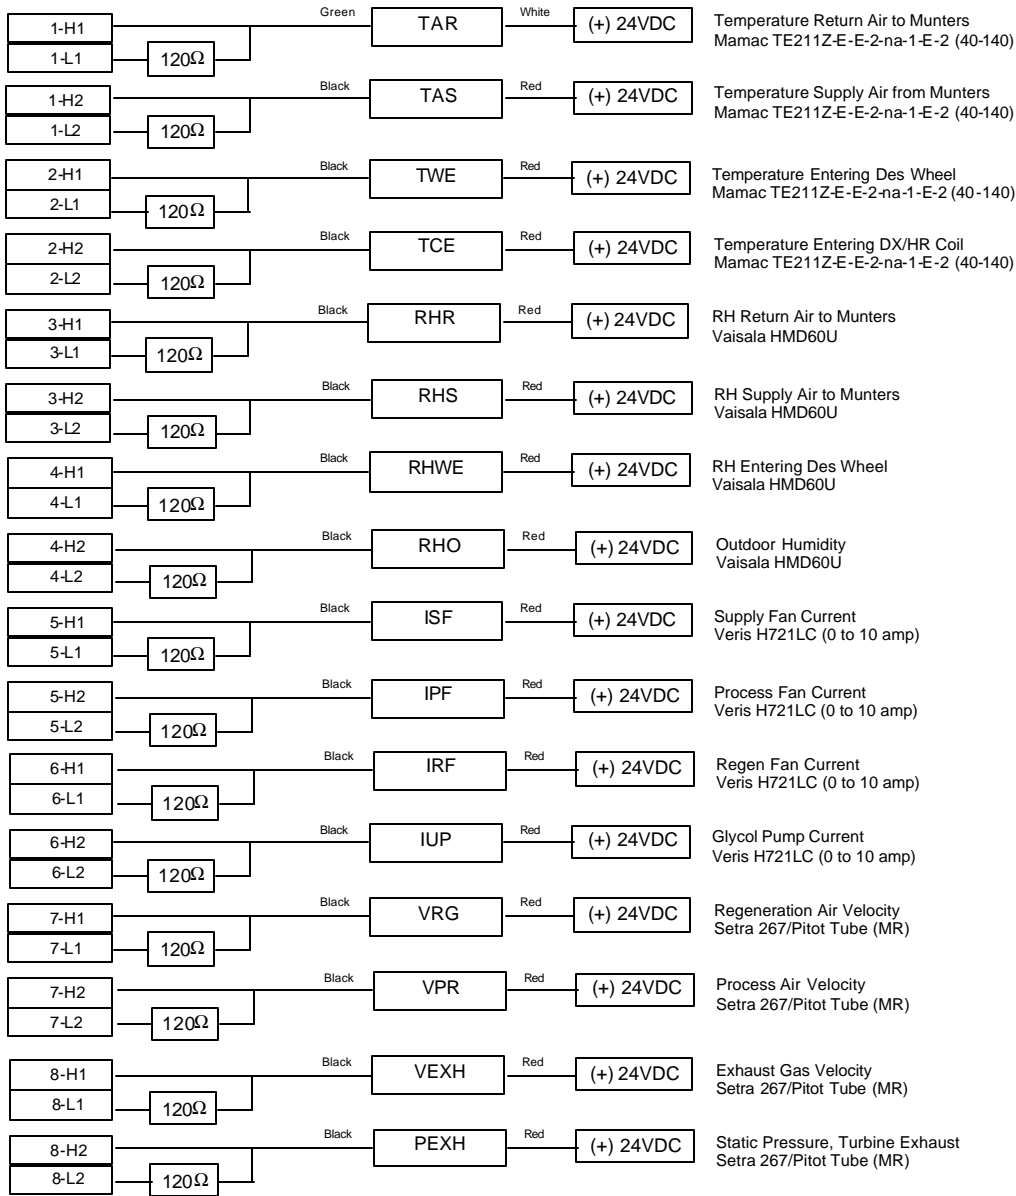 Green White
1-H1 TAR (+) 24VDC Temperature Return Air to Munters
Mamac TE211Z-E-E-2-na-1-E-2 (40-140)
1-L1 120Ω
Black Red
1-H2 TAS (+) 24VDC Temperature Supply Air from Munters
Mamac TE211Z-E-E-2-na-1-E-2 (40-140)
1-L2 120Ω
Black Red
2-H1 TWE (+) 24VDC Temperature Entering Des Wheel
Mamac TE211Z-E-E-2-na-1-E-2 (40-140)
2-L1 120Ω
Black Red
2-H2 TCE (+) 24VDC Temperature Entering DX/HR Coil
Mamac TE211Z-E-E-2-na-1-E-2 (40-140)
2-L2 120Ω
Black Red
3-H1 RHR (+) 24VDC RH Return Air to Munters
Vaisala HMD60U
3-L1 120Ω
Black Red
3-H2 RHS (+) 24VDC RH Supply Air to Munters
Vaisala HMD60U
3-L2 120Ω
Black Red
4-H1 RHWE (+) 24VDC RH Entering Des Wheel
Vaisala HMD60U
4-L1 120Ω
Black Red
4-H2 RHO (+) 24VDC Outdoor Humidity
Vaisala HMD60U
4-L2 120Ω
Black Red
5-H1 ISF (+) 24VDC Supply Fan Current
Veris H721LC (0 to 10 amp)
5-L1 120Ω
Black Red
5-H2 IPF (+) 24VDC Process Fan Current
Veris H721LC (0 to 10 amp)
5-L2 120Ω
Black Red
6-H1 IRF (+) 24VDC Regen Fan Current
Veris H721LC (0 to 10 amp)
6-L1 120Ω
Black Red
6-H2 IUP (+) 24VDC Glycol Pump Current
Veris H721LC (0 to 10 amp)
6-L2 120Ω
Black Red
7-H1 VRG (+) 24VDC Regeneration Air Velocity
Setra 267/Pitot Tube (MR)
7-L1 120Ω
Black Red
7-H2 VPR (+) 24VDC Process Air Velocity
Setra 267/Pitot Tube (MR)
7-L2 120Ω
Black Red
8-H1 VEXH (+) 24VDC Exhaust Gas Velocity
Setra 267/Pitot Tube (MR)
8-L1 120Ω
Black Red
8-H2 PEXH (+) 24VDC Static Pressure, Turbine Exhaust
Setra 267/Pitot Tube (MR)
8-L2 120Ω